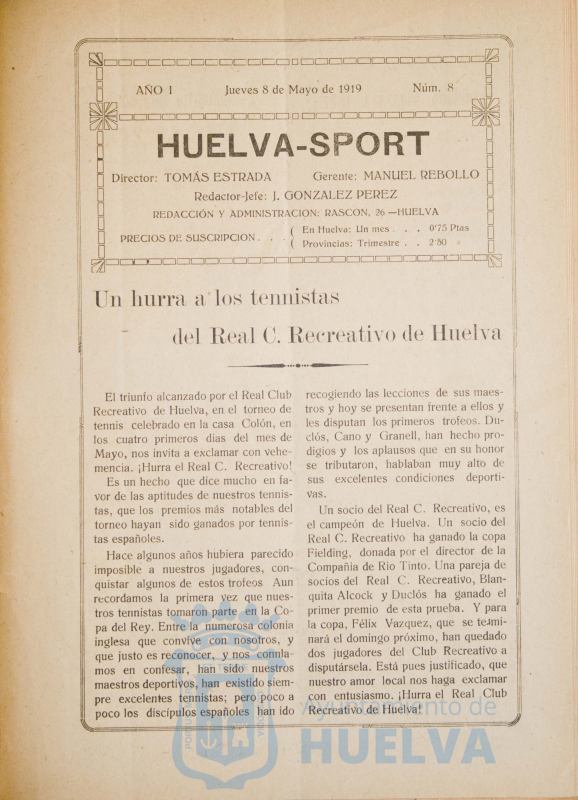 AÑO I
Jueves 8 de Mayo de 1919
Núm. 8
HUELVA-SPORT
Director: TOMÁS ESTRADA
Gerente: MANUEL REBOLLO
Redactor-Jefe: J. GONZALEZ PEREZ
REDACCIÓN Y ADMINISTRACION: RASCON, 26 —HUELVA
PRECIOS DE SUSCRIPCION. . . ( En Huelva: Un mes . . . 0'75 Ptas
( Provincias: Trimestre . . 2'50 »
Un hurra a los tennistas
del Real C. Recreativo de Huelva
El triunfo alcanzado por el Real Club
Recreativo de Huelva, en el torneo de
tennis celebrado en la casa Colón, en
los cuatro primeros días del mes de
Mayo, nos invita a exclamar con vehe-
mencia. ¡Hurra el Real C. Recreativo!
Es un hecho que dice mucho en fa-
vor de las aptitudes de nuestros tennis-
tas, que los premios más notables del
torneo hayan sido ganados por tennis-
tas españoles.
Hace algunos años hubiera parecido
imposible a nuestros jugadores, con-
quistar algunos de estos trofeos Aun
recordamos la primera vez que nues-
tros tennistas tomaron parte en la Co-
pa del Rey. Entre la numerosa colonia
inglesa que convive con nosotros, y
que justo es reconocer, y nos comla-
mos en confesar, han sido nuestros
maestros deportivos, han existido siem-
pre excelentes tennistas; pero poco a
poco los discípulos españoles han ido
recogiendo las lecciones de sus maes-
tros y hoy se presentan frente a ellos y
les disputan los primeros trofeos. Du-
clós, Cano y Granell, han hecho pro-
digios y los aplausos que en su honor
se tributaron, hablaban muy alto de
sus excelentes condiciones deporti-
vas.
Un socio del Real C. Recreativo, es
el campeón de Huelva. Un socio del
Real C. Recreativo ha ganado la copa
Fielding, donada por el director de la
Compañia de Rio Tinto. Una pareja de
socios del Real C. Recreativo, Blan-
quita Alcock y Duclós ha ganado el
primer premio de esta prueba. Y para
la copa, Félix Vazquez, que se termi-
nará el domingo próximo, han quedado
dos jugadores del Club Recreativo a
disputársela. Está pues justificado, que
nuestro amor local nos haga exclamar
con entusiasmo. ¡Hurra el Real Club
Recreativo de Huelva!
Ayuntamiento de
HUELVA